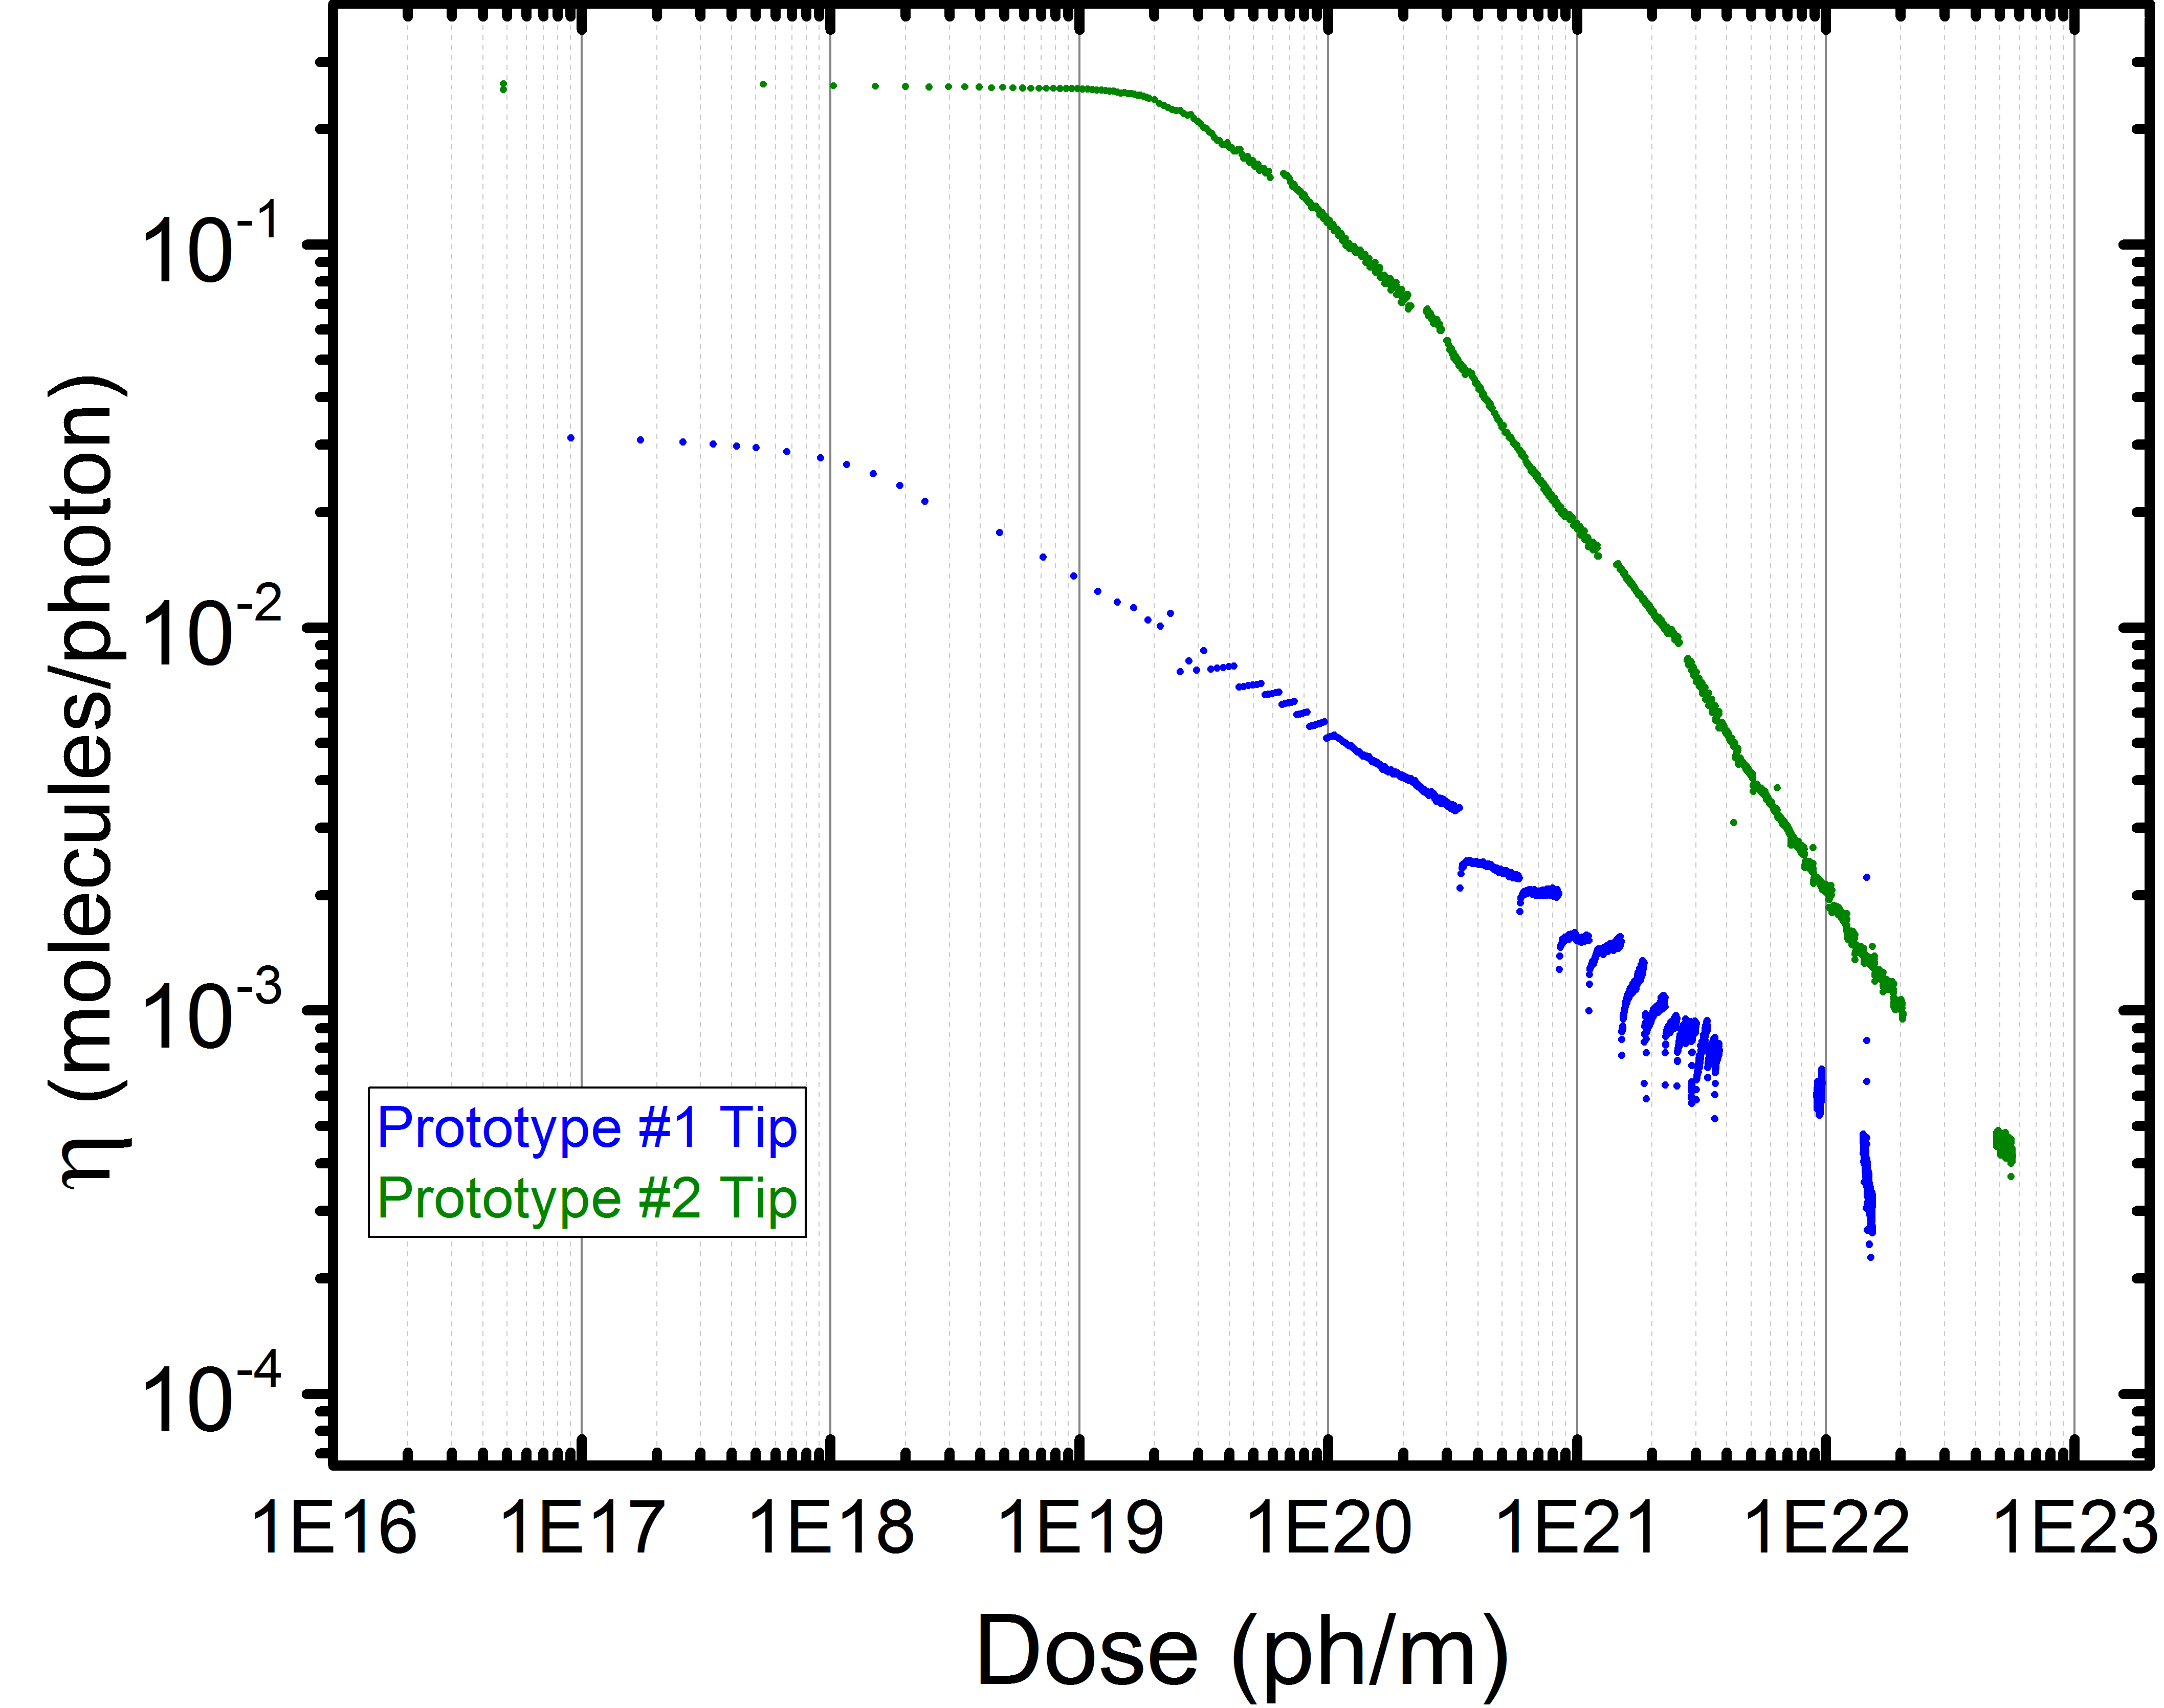 η (molecules/photon)
10⁻¹
10⁻²
10⁻³
10⁻⁴
Prototype #1 Tip
Prototype #2 Tip
1E16 1E17 1E18 1E19 1E20 1E21 1E22 1E23
Dose (ph/m)